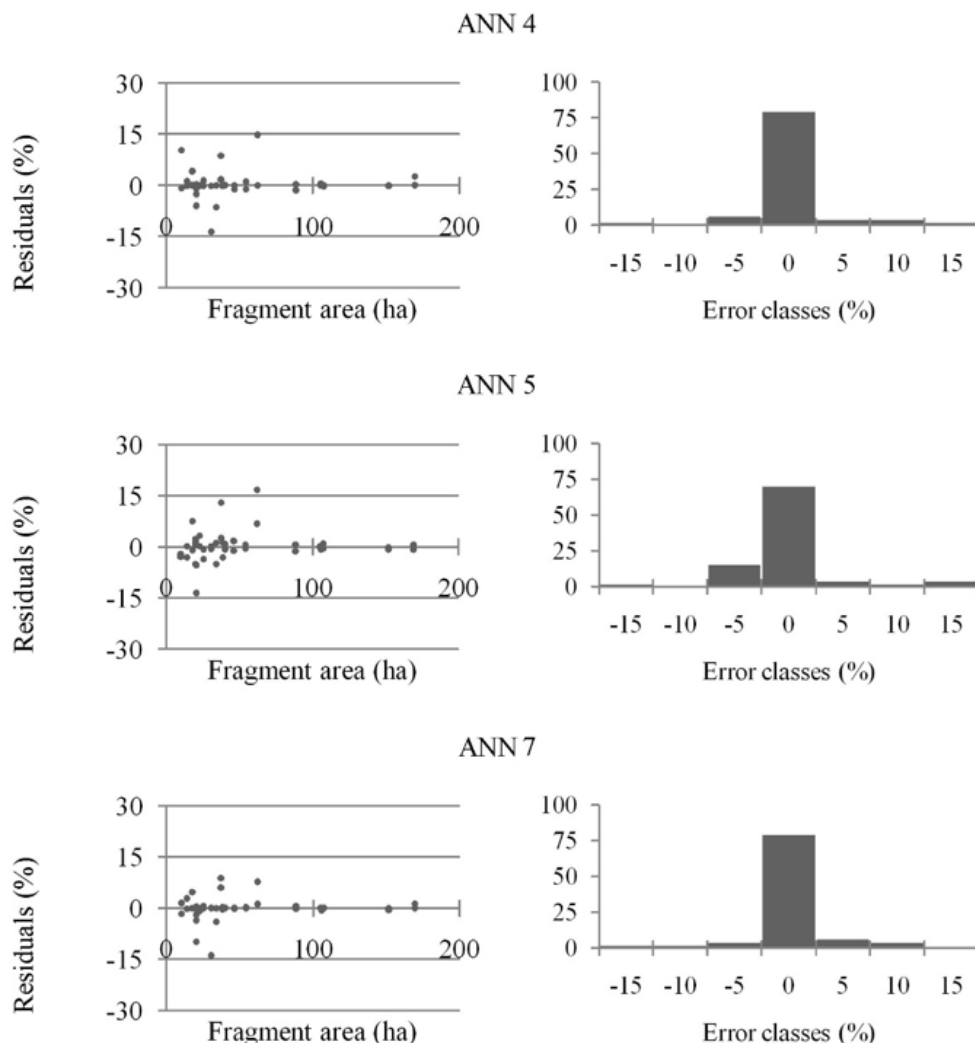 ANN 4
30
15
0
-15
-30
0
100
200
Residuals (%)
Fragment area (ha)
100
75
50
25
0
-15 -10 -5 0 5 10 15
Error classes (%)
ANN 5
30
15
0
-15
-30
0
100
200
Residuals (%)
Fragment area (ha)
100
75
50
25
0
-15 -10 -5 0 5 10 15
Error classes (%)
ANN 7
30
15
0
-15
-30
0
100
200
Residuals (%)
Fragment area (ha)
100
75
50
25
0
-15 -10 -5 0 5 10 15
Error classes (%)